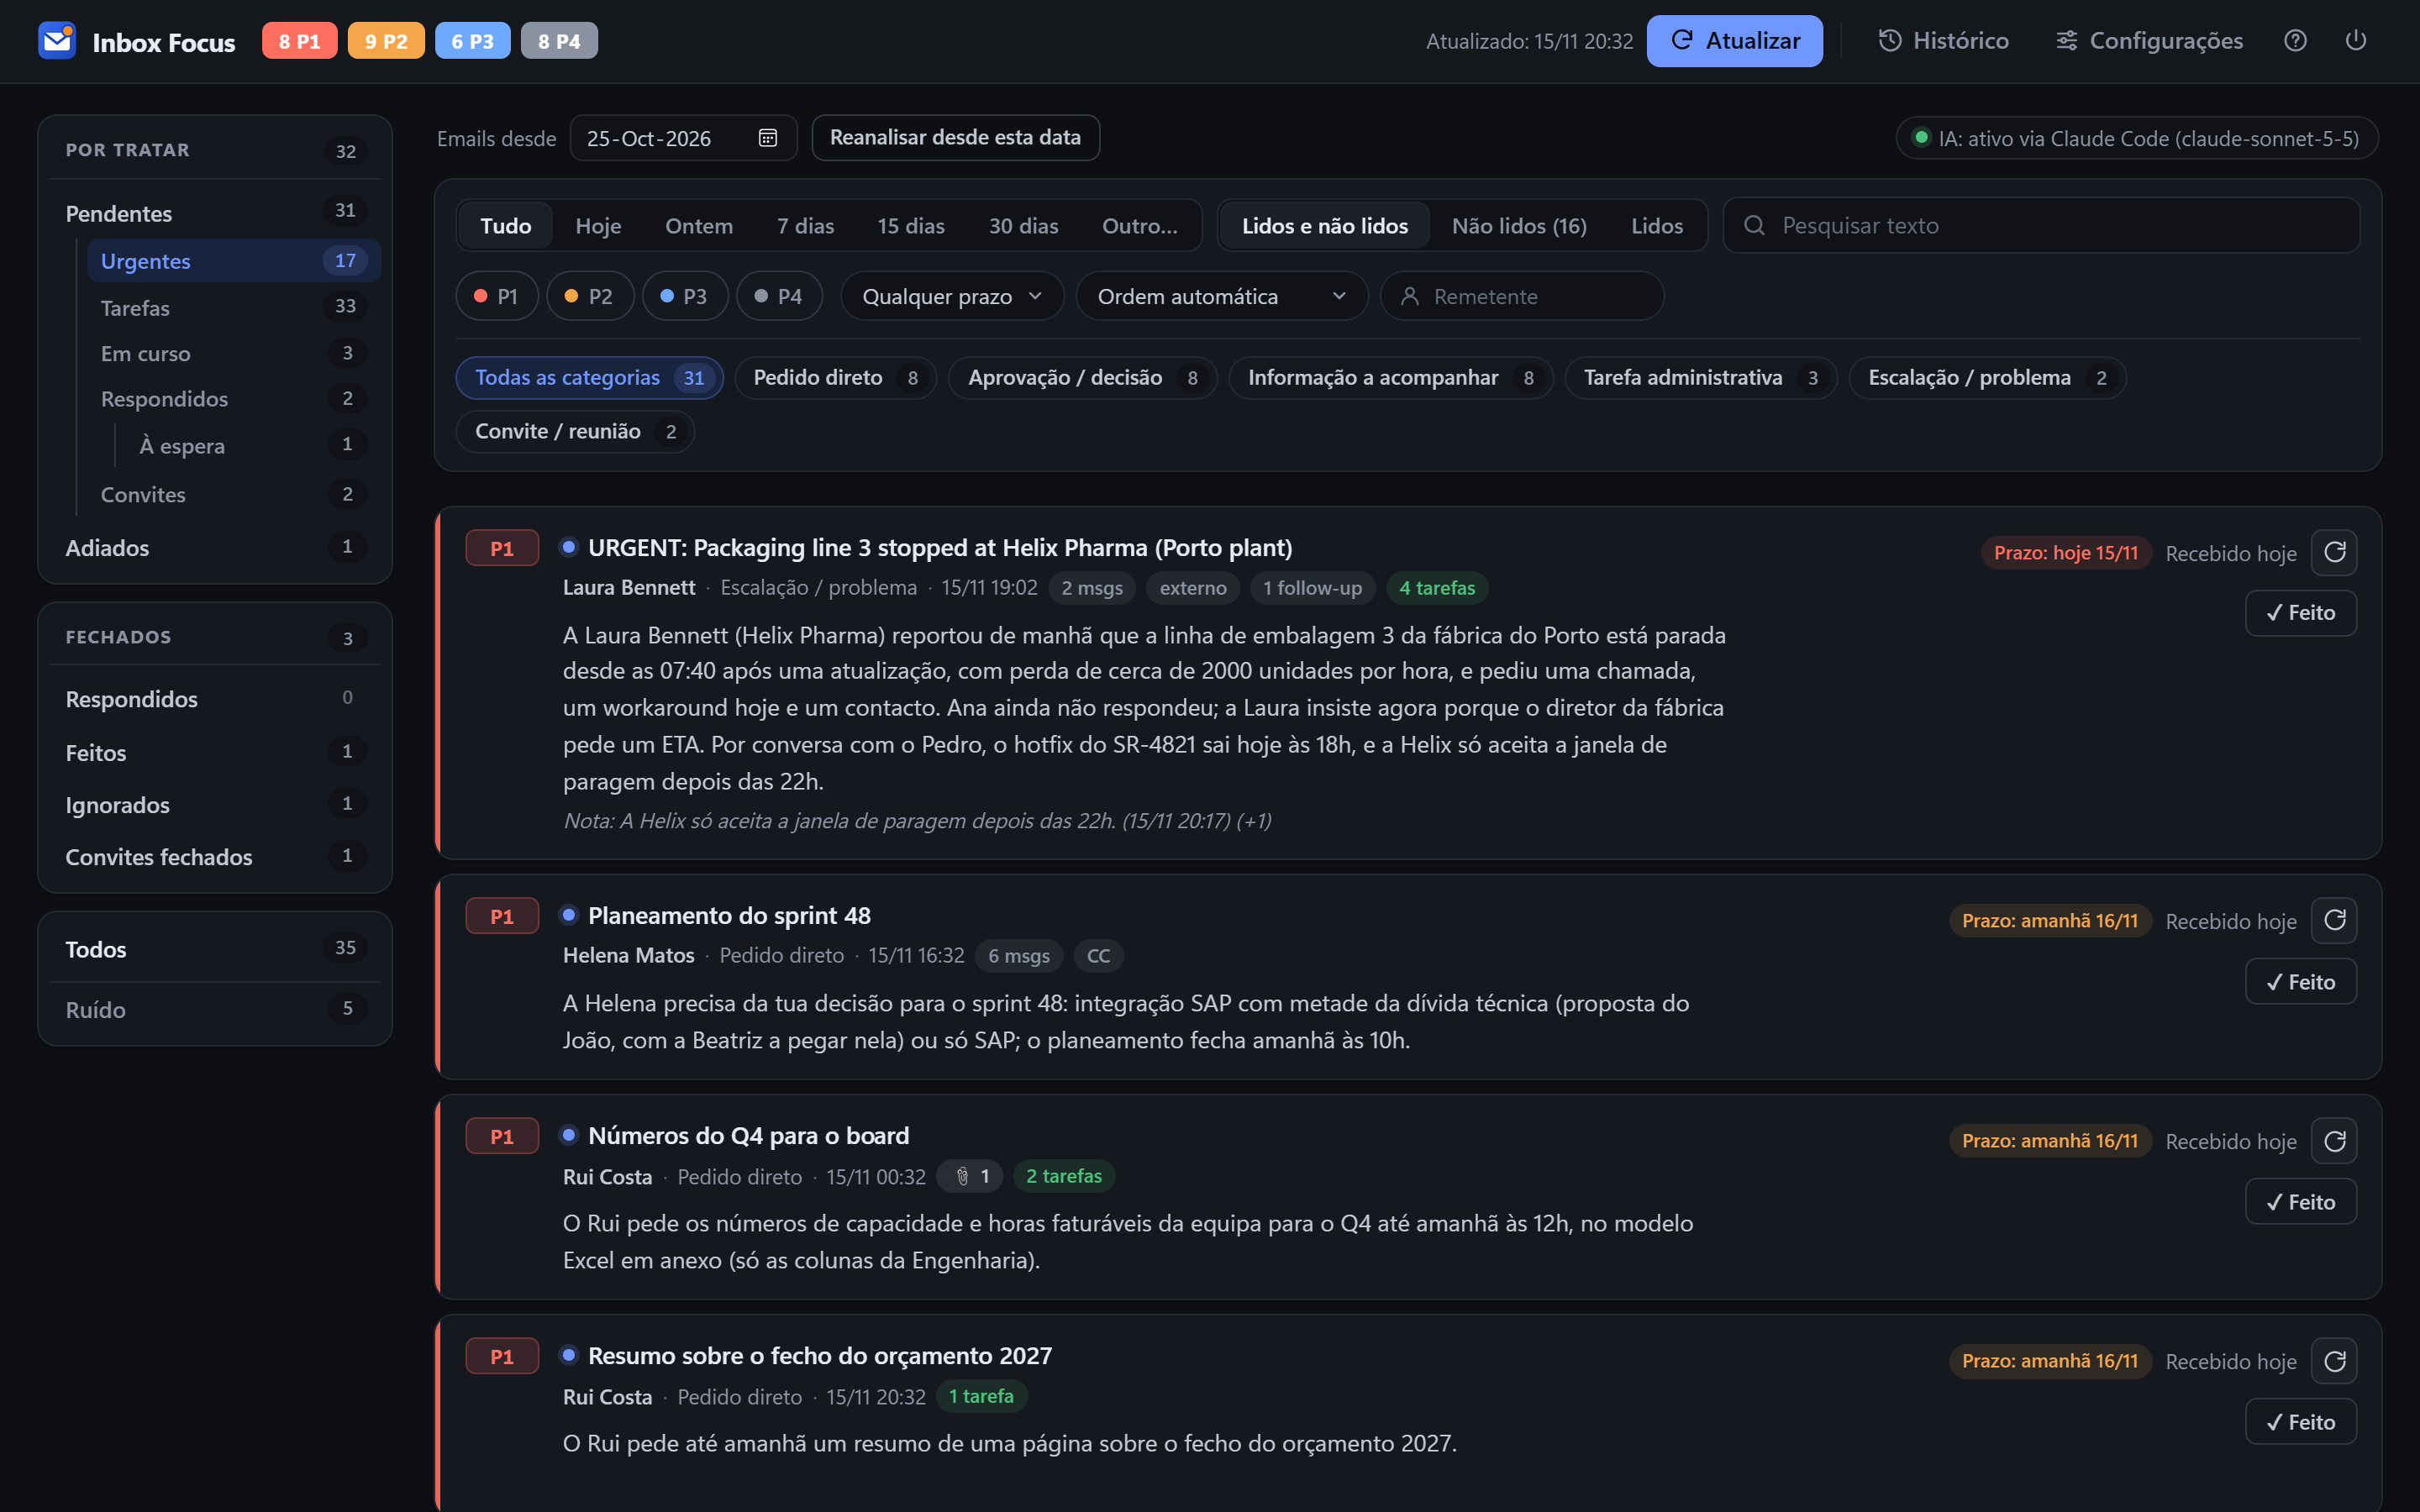 Inbox Focus 8 P1 9 P2 6 P3 8 P4 Atualizado: 15/11 20:32 Atualizar Histórico Configurações
POR TRATAR 32
Pendentes 31
Urgentes 17
Tarefas 33
Em curso 3
Respondidos 2
À espera 1
Convites 2
Adiados 1
FECHADOS 3
Respondidos 0
Feitos 1
Ignorados 1
Convites fechados 1
Todos 35
Ruído 5
Emails desde 25-Oct-2026 Reanalisar desde esta data IA: ativo via Claude Code (claude-sonnet-5-5)
Tudo Hoje Ontem 7 dias 15 dias 30 dias Outro... Lidos e não lidos Não lidos (16) Lidos Pesquisar texto
P1 P2 P3 P4 Qualquer prazo Ordem automática Remetente
Todas as categorias 31 Pedido direto 8 Aprovação / decisão 8 Informação a acompanhar 8 Tarefa administrativa 3 Escalação / problema 2
Convite / reunião 2
P1 URGENT: Packaging line 3 stopped at Helix Pharma (Porto plant) Prazo: hoje 15/11 Recebido hoje
Laura Bennett · Escalação / problema · 15/11 19:02 2 msgs externo 1 follow-up 4 tarefas
✓ Feito
A Laura Bennett (Helix Pharma) reportou de manhã que a linha de embalagem 3 da fábrica do Porto está parada
desde as 07:40 após uma atualização, com perda de cerca de 2000 unidades por hora, e pediu uma chamada,
um workaround hoje e um contacto. Ana ainda não respondeu; a Laura insiste agora porque o diretor da fábrica
pede um ETA. Por conversa com o Pedro, o hotfix do SR-4821 sai hoje às 18h, e a Helix só aceita a janela de
paragem depois das 22h.
Nota: A Helix só aceita a janela de paragem depois das 22h. (15/11 20:17) (+1)
P1 Planeamento do sprint 48 Prazo: amanhã 16/11 Recebido hoje
Helena Matos · Pedido direto · 15/11 16:32 6 msgs CC
✓ Feito
A Helena precisa da tua decisão para o sprint 48: integração SAP com metade da dívida técnica (proposta do
João, com a Beatriz a pegar nela) ou só SAP; o planeamento fecha amanhã às 10h.
P1 Números do Q4 para o board Prazo: amanhã 16/11 Recebido hoje
Rui Costa · Pedido direto · 15/11 00:32 1 2 tarefas
✓ Feito
O Rui pede os números de capacidade e horas faturáveis da equipa para o Q4 até amanhã às 12h, no modelo
Excel em anexo (só as colunas da Engenharia).
P1 Resumo sobre o fecho do orçamento 2027 Prazo: amanhã 16/11 Recebido hoje
Rui Costa · Pedido direto · 15/11 20:32 1 tarefa
✓ Feito
O Rui pede até amanhã um resumo de uma página sobre o fecho do orçamento 2027.